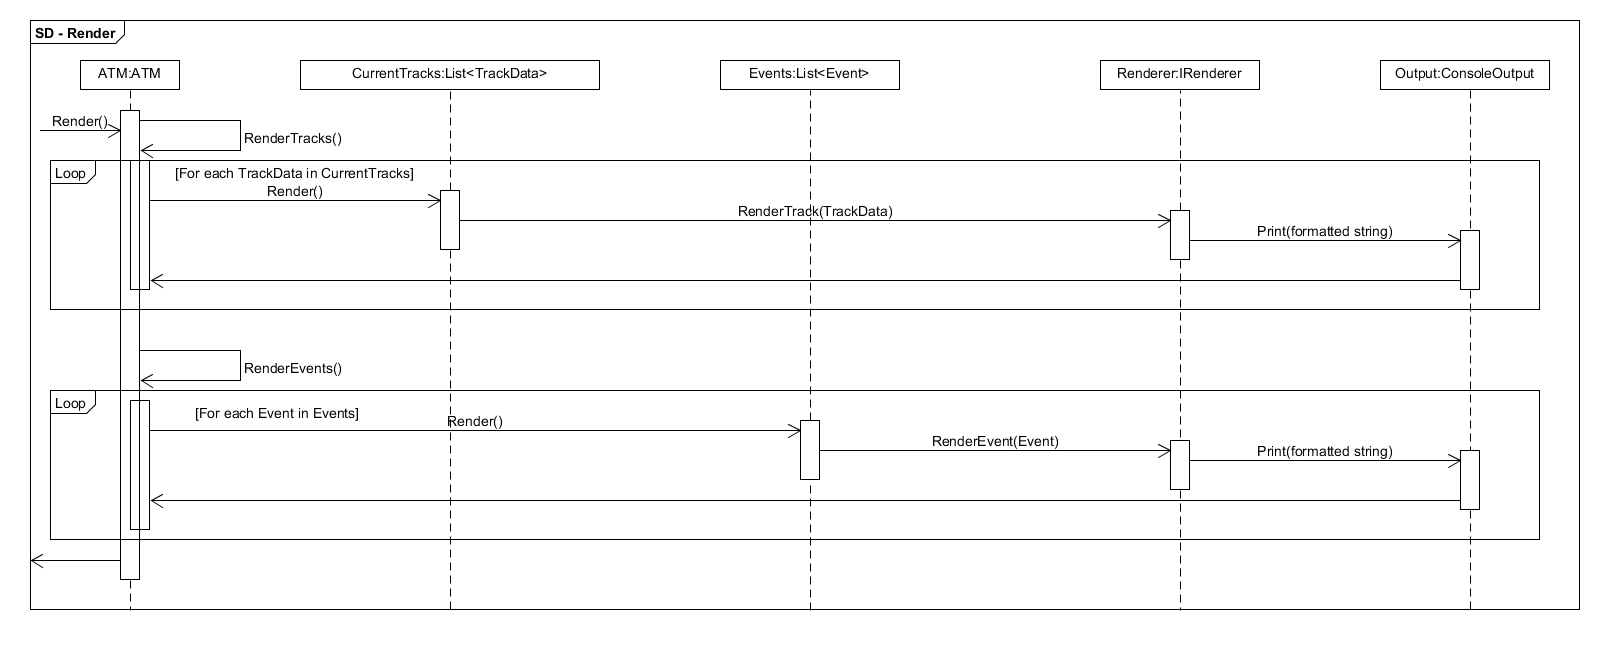 SD - Render
ATM:ATM
CurrentTracks:List<TrackData>
Events:List<Event>
Renderer:IRenderer
Output:ConsoleOutput
Render()
RenderTracks()
Loop
[For each TrackData in CurrentTracks]
Render()
RenderTrack(TrackData)
Print(formatted string)
RenderEvents()
Loop
[For each Event in Events]
Render()
RenderEvent(Event)
Print(formatted string)